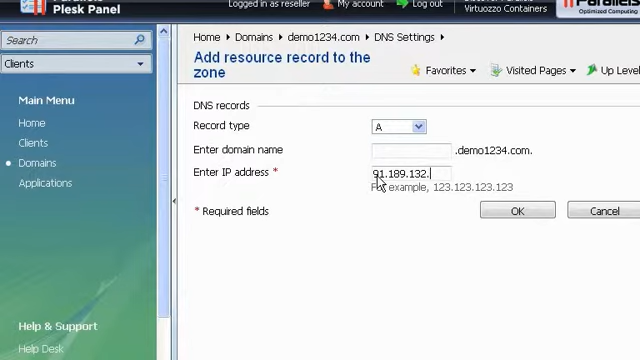 Plesk Panel
Logged in as reseller
My account
Log out
Virtuozzo Containers
Parallels
Optimized Computing
Search
Clients
Main Menu
Home
Clients
Domains
Applications
Help & Support
Help Desk
Home > Domains > demo1234.com > DNS Settings >
Add resource record to the
zone
Favorites
Visited Pages
Up Level
DNS records
Record type
A
Enter domain name
.demo1234.com.
Enter IP address *
91.189.132.
For example, 123.123.123.123
* Required fields
OK
Cancel